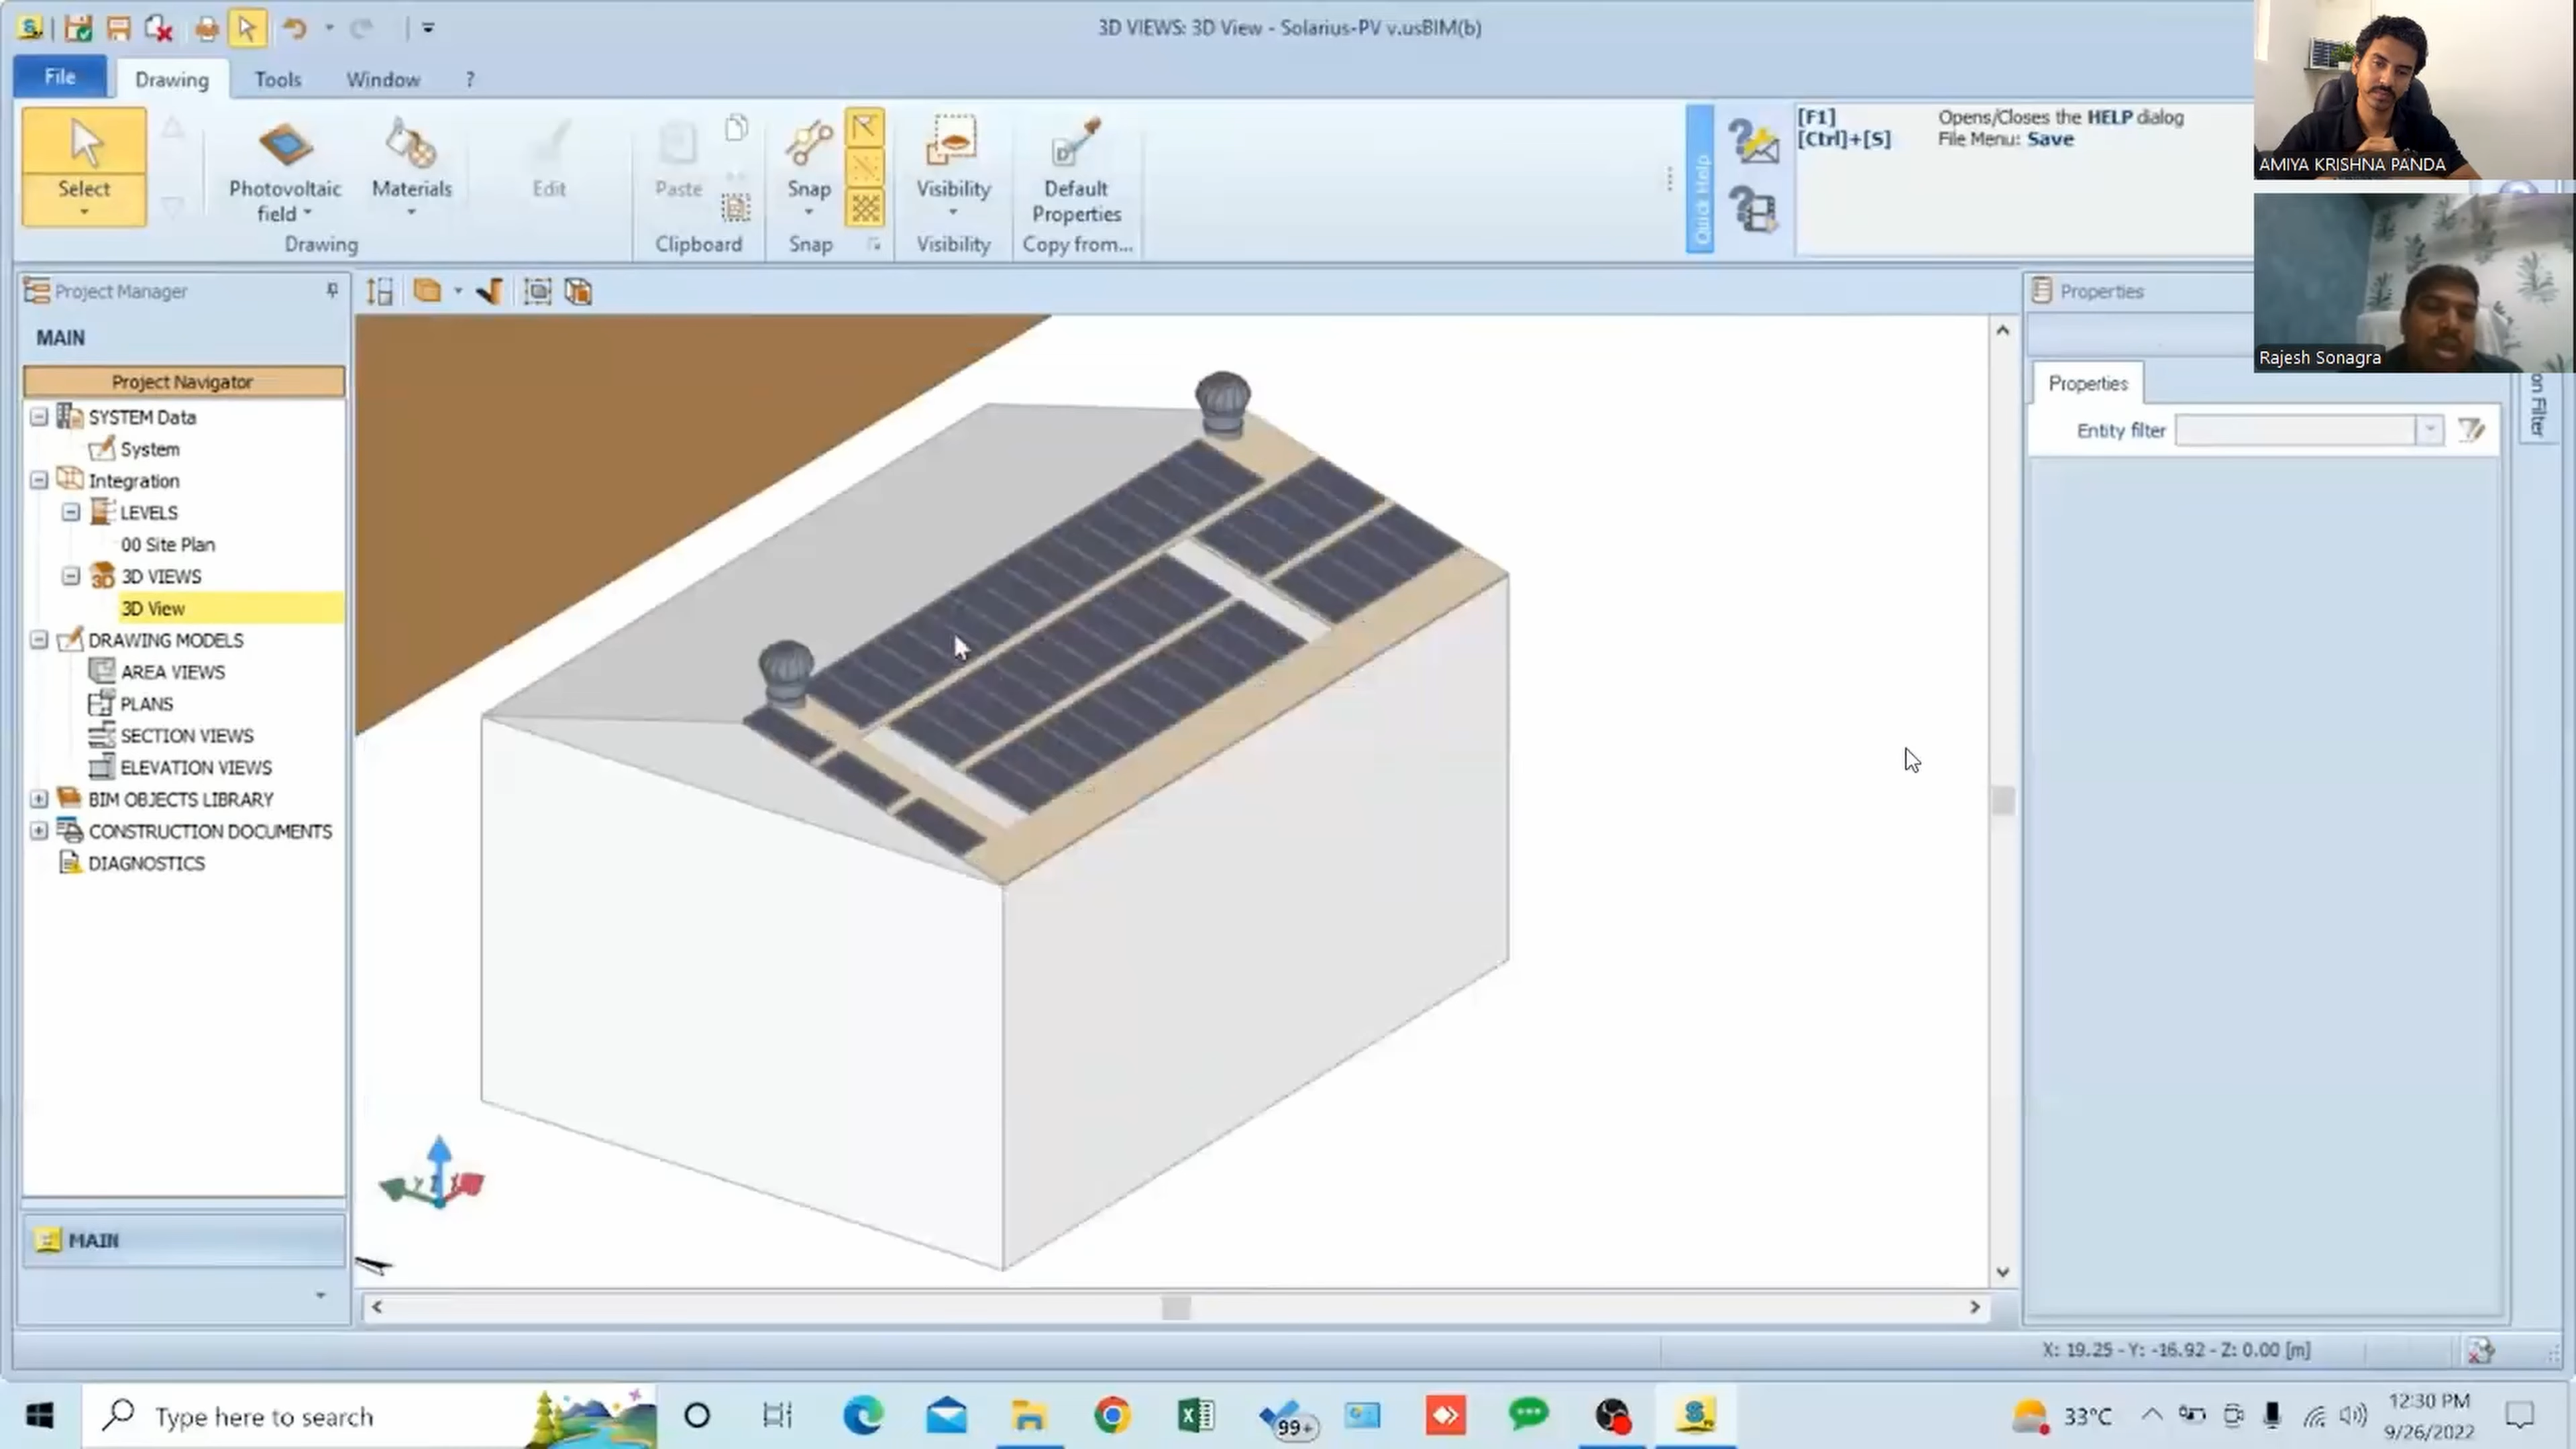 3D VIEWS: 3D View - Solarius-PV v.usBIM(b)
File
Drawing
Tools
Window
?
Select
Photovoltaic
field
Materials
Edit
Drawing
Paste
Clipboard
Snap
Snap
Visibility
Visibility
Default
Properties
Copy from...
Quick Help
[F1] Opens/Closes the HELP dialog
[Ctrl]+[S] File Menu: Save
AMIYA KRISHNA PANDA
Rajesh Sonagra
Project Manager
MAIN
Project Navigator
SYSTEM Data
System
Integration
LEVELS
00 Site Plan
3D VIEWS
3D View
DRAWING MODELS
AREA VIEWS
PLANS
SECTION VIEWS
ELEVATION VIEWS
BIM OBJECTS LIBRARY
CONSTRUCTION DOCUMENTS
DIAGNOSTICS
MAIN
Properties
Properties
Entity filter
on Filter
X: 19.25 - Y: -16.92 - Z: 0.00 [m]
Type here to search
99+
33°C
12:30 PM
9/26/2022